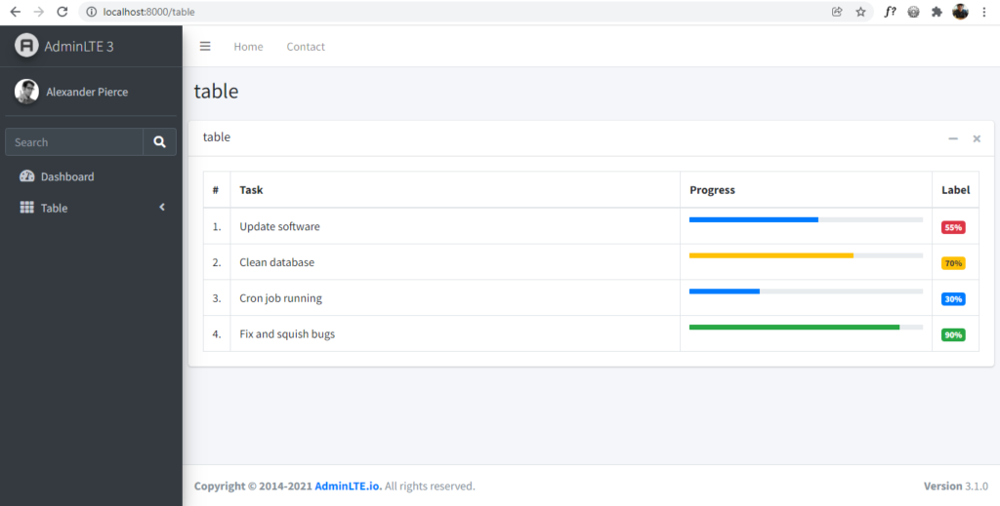 localhost:8000/table
f?
AdminLTE 3
Home Contact
Alexander Pierce
Search
Dashboard
Table
table
table
# Task Progress Label
1. Update software 55%
2. Clean database 70%
3. Cron job running 30%
4. Fix and squish bugs 90%
Copyright © 2014-2021 AdminLTE.io. All rights reserved. Version 3.1.0